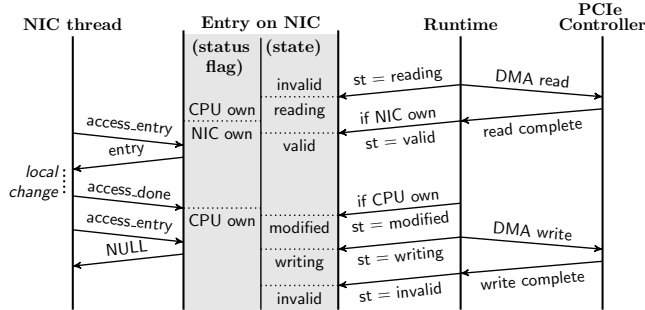 NIC thread
Entry on NIC
Runtime
PCIe
Controller
(status
flag)
(state)
invalid
st = reading
DMA read
CPU own
reading
access_entry
NIC own
if NIC own
read complete
valid
st = valid
entry
local
change
access_done
if CPU own
CPU own
modified
st = modified
access_entry
DMA write
NULL
writing
st = writing
write complete
invalid
st = invalid